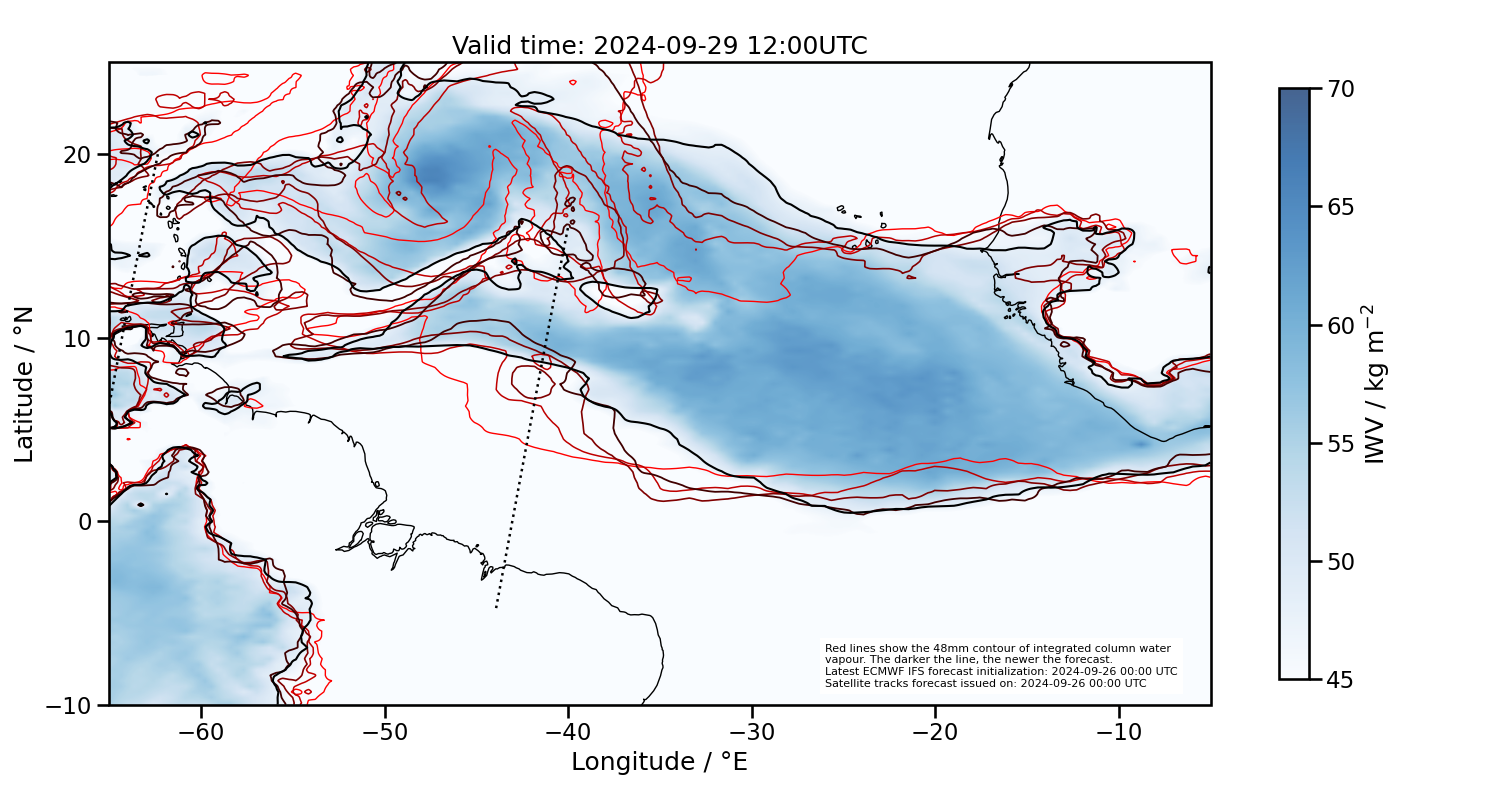 Valid time: 2024-09-29 12:00UTC
Latitude / °N
20
10
0
−10
−60
−50
−40
−30
−20
−10
Longitude / °E
Red lines show the 48mm contour of integrated column water
vapour. The darker the line, the newer the forecast.
Latest ECMWF IFS forecast initialization: 2024-09-26 00:00 UTC
Satellite tracks forecast issued on: 2024-09-26 00:00 UTC
70
65
60
55
50
45
IWV / kg m⁻²